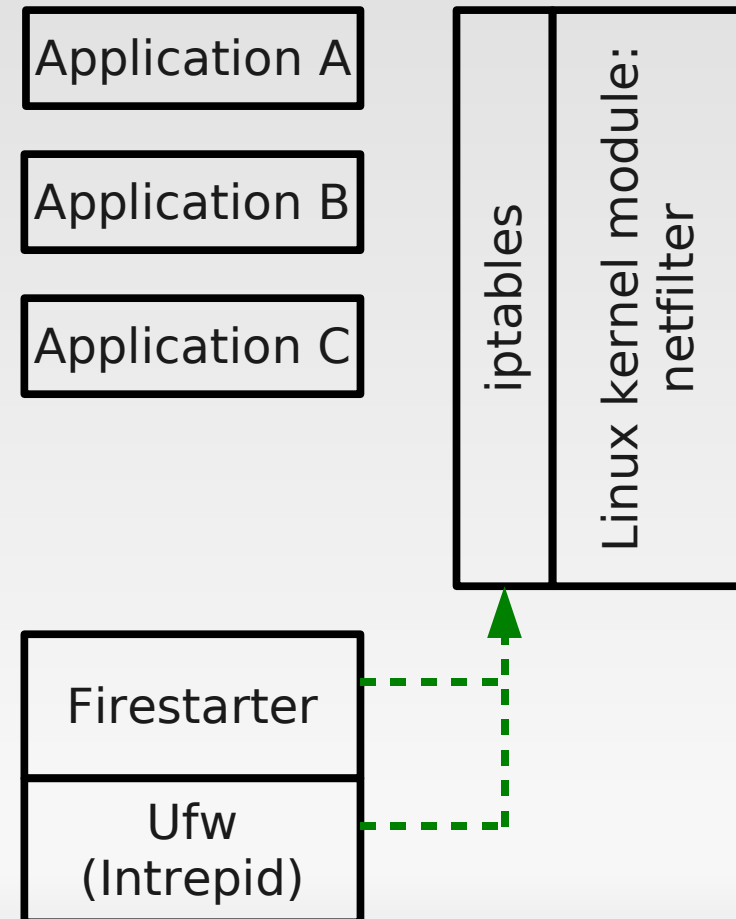 Application A
Application B
Application C
iptables
Linux kernel module:
netfilter
Firestarter
Ufw
(Intrepid)